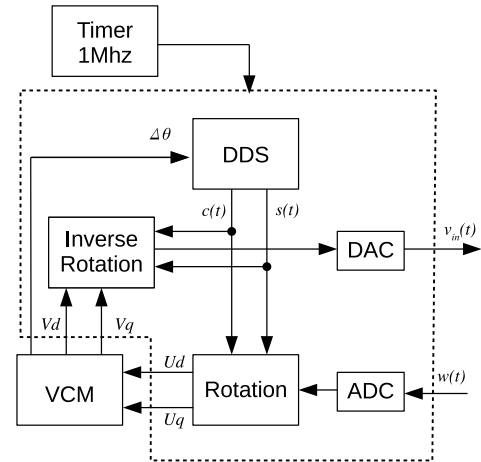 Timer
1Mhz
Δθ
DDS
c(t)
s(t)
Inverse
Rotation
DAC
v_in(t)
Vd
Vq
VCM
Ud
Uq
Rotation
ADC
w(t)